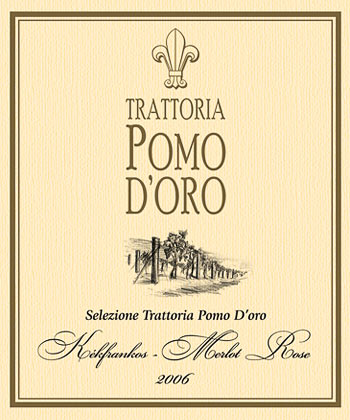 TRATTORIA
POMO
D'ORO
Selezione Trattoria Pomo D'oro
Kékfrankos - Merlot Rose
2006